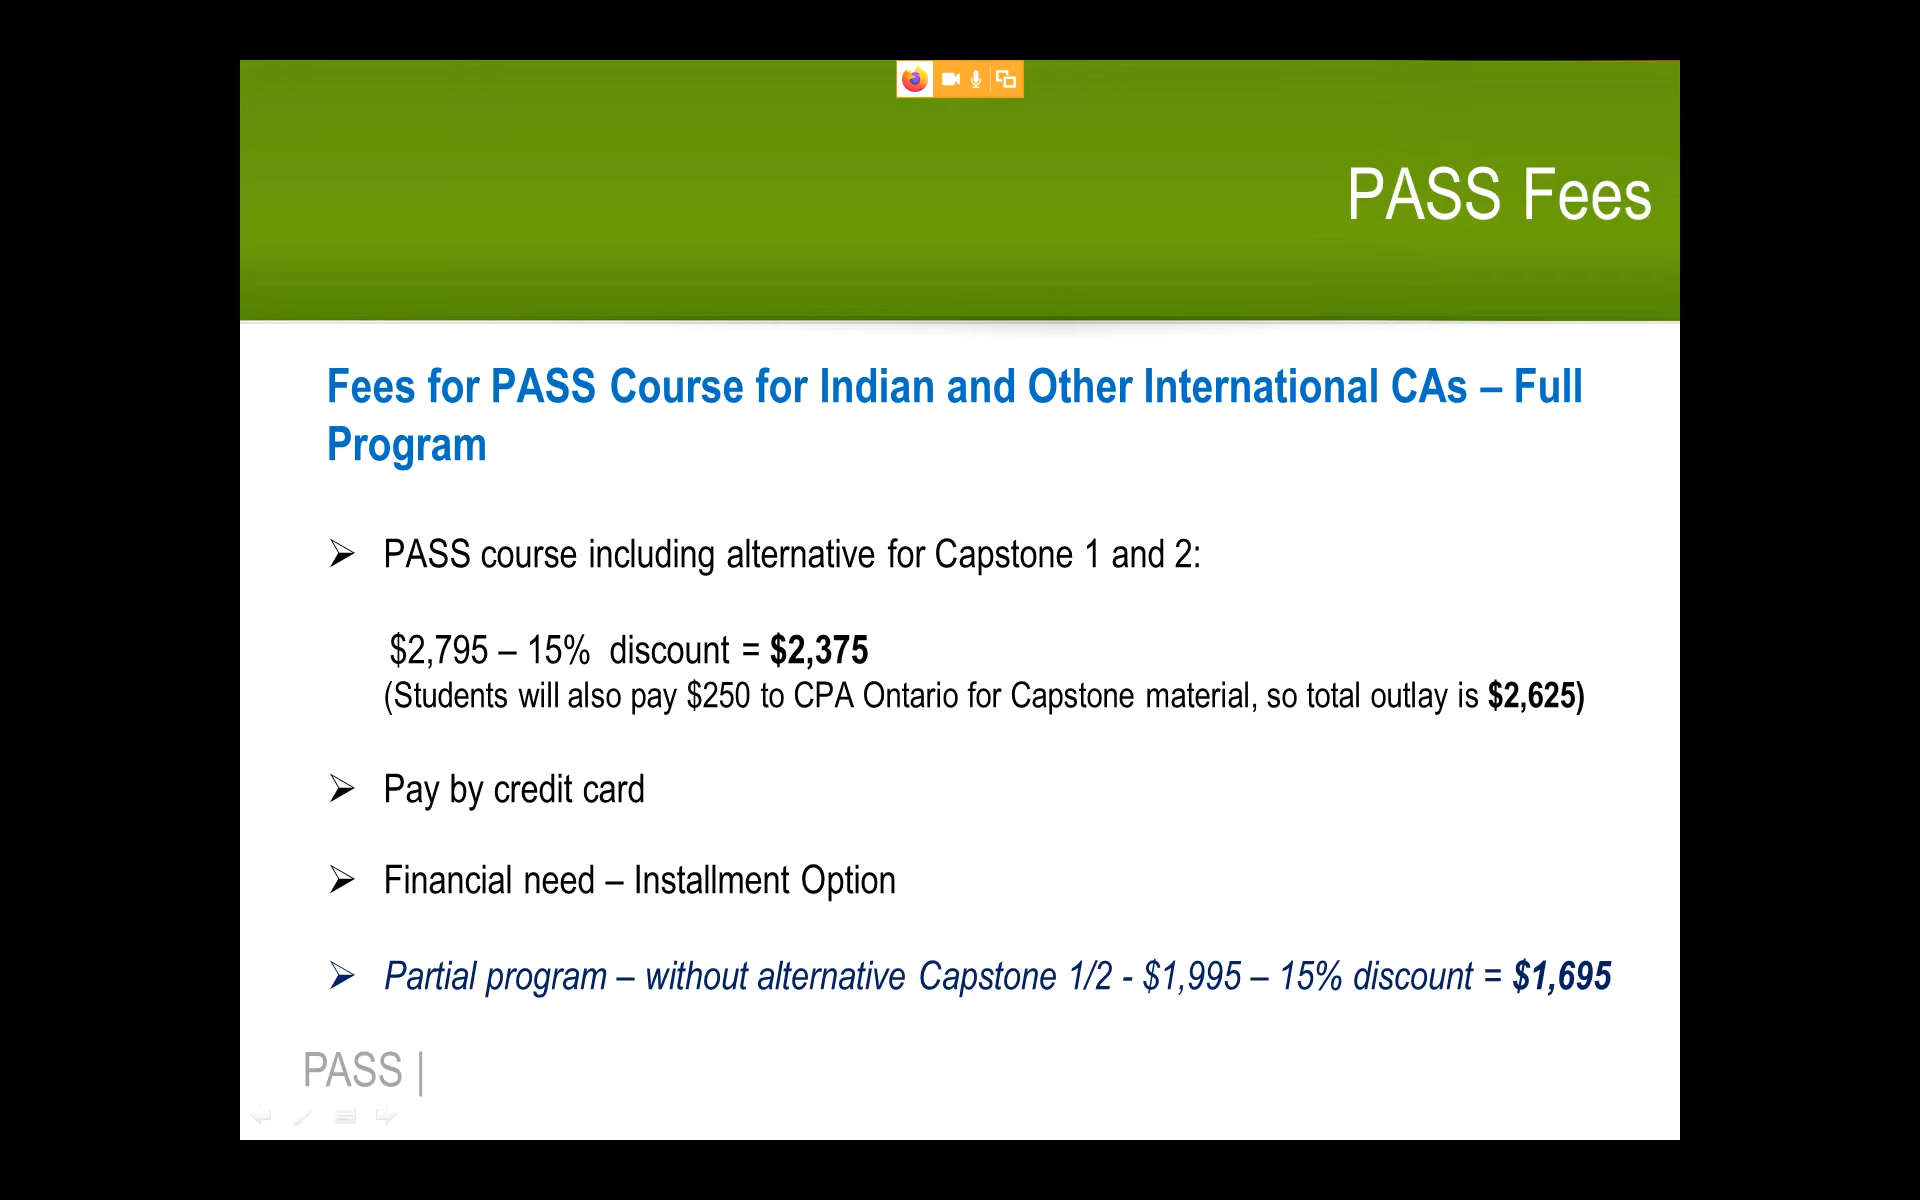 PASS Fees
Fees for PASS Course for Indian and Other International CAs – Full
Program
➢ PASS course including alternative for Capstone 1 and 2:
$2,795 – 15% discount = $2,375
(Students will also pay $250 to CPA Ontario for Capstone material, so total outlay is $2,625)
➢ Pay by credit card
➢ Financial need – Installment Option
➢ Partial program – without alternative Capstone 1/2 - $1,995 – 15% discount = $1,695
PASS |